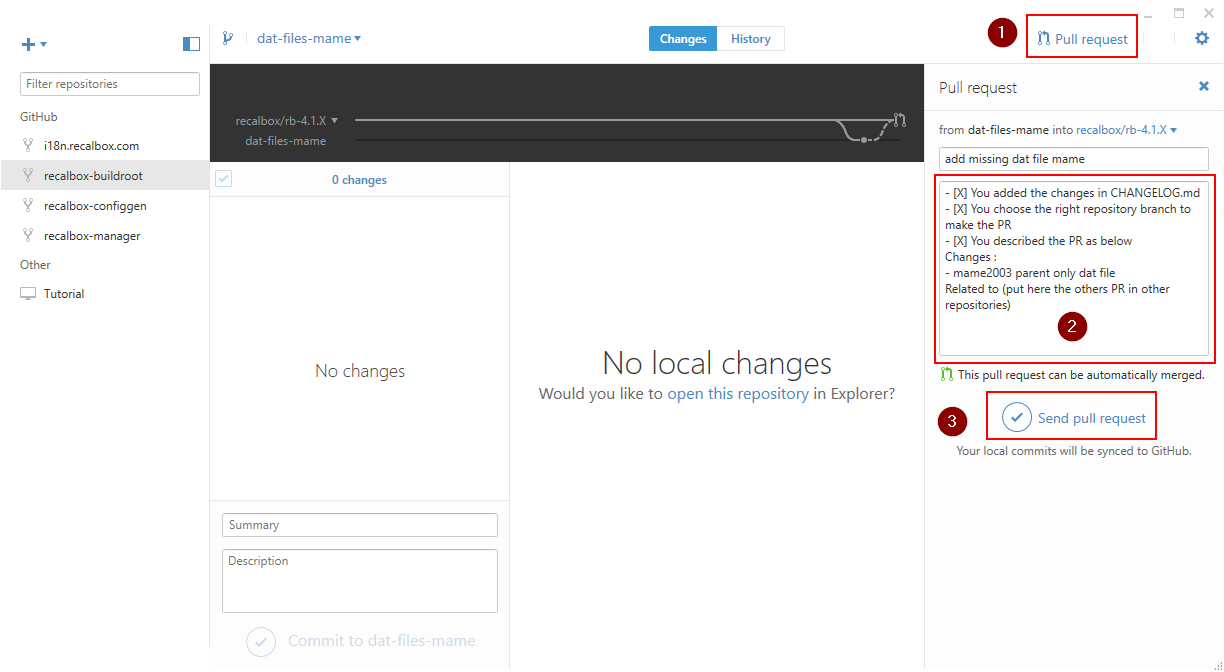 1
Pull request
dat-files-mame
Changes
History
Filter repositories
GitHub
i18n.recalbox.com
recalbox-buildroot
recalbox-configgen
recalbox-manager
Other
Tutorial
recalbox/rb-4.1.X
dat-files-mame
0 changes
No changes
No local changes
Would you like to open this repository in Explorer?
Summary
Description
Commit to dat-files-mame
Pull request
from dat-files-mame into recalbox/rb-4.1.X
add missing dat file mame
- [X] You added the changes in CHANGELOG.md
- [X] You choose the right repository branch to
make the PR
- [X] You described the PR as below
Changes :
- mame2003 parent only dat file
Related to (put here the others PR in other
repositories)
2
This pull request can be automatically merged.
3
Send pull request
Your local commits will be synced to GitHub.